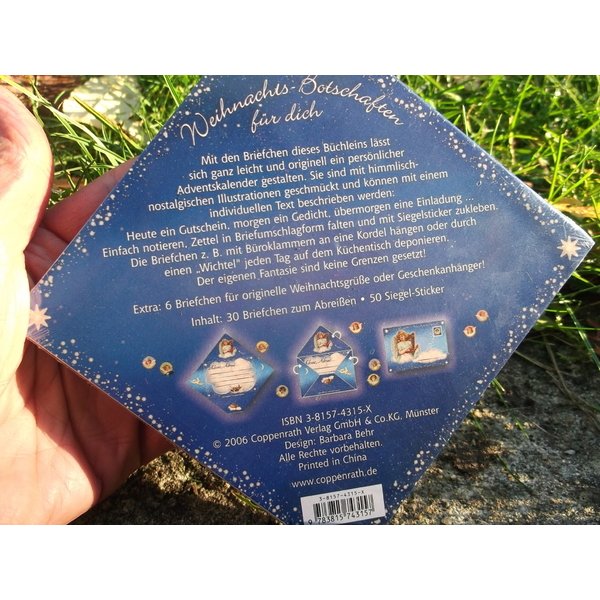 Weihnachts-Botschaften
für dich
Mit den Briefchen dieses Büchleins lässt
sich ganz leicht und originell ein persönlicher
Adventskalender gestalten. Sie sind mit himmlisch-
nostalgischen Illustrationen geschmückt und können mit einem
individuellen Text beschrieben werden:
Heute ein Gutschein, morgen ein Gedicht, übermorgen eine Einladung ...
Einfach notieren, Zettel in Briefumschlagform falten und mit Siegelsticker zukleben.
Die Briefchen z. B. mit Büroklammern an eine Kordel hängen oder durch
einen „Wichtel" jeden Tag auf dem Küchentisch deponieren.
Der eigenen Fantasie sind keine Grenzen gesetzt!
Extra: 6 Briefchen für originelle Weihnachtsgrüße oder Geschenkanhänger!
Inhalt: 30 Briefchen zum Abreißen • 50 Siegel-Sticker
ISBN 3-8157-4315-X
© 2006 Coppenrath Verlag GmbH & Co.KG. Münster
Design: Barbara Behr
Alle Rechte vorbehalten.
Printed in China
www.coppenrath.de
3-8157-4315-X
9 783815 743157